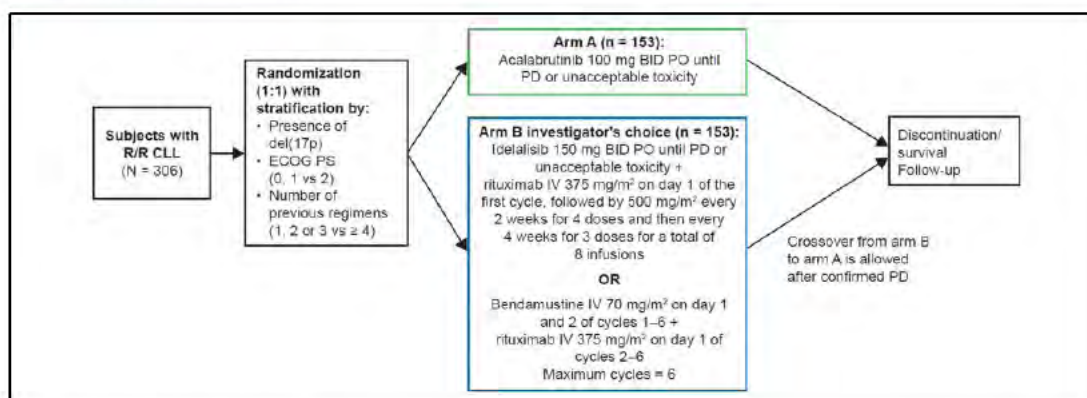 Subjects with
R/R CLL
(N = 306)
Randomization
(1:1) with
stratification by:
• Presence of
del(17p)
• ECOG PS
(0, 1 vs 2)
• Number of
previous regimens
(1, 2 or 3 vs ≥ 4)
Arm A (n = 153):
Acalabrutinib 100 mg BID PO until
PD or unacceptable toxicity
Arm B investigator's choice (n = 153):
Idelalisib 150 mg BID PO until PD or
unacceptable toxicity +
rituximab IV 375 mg/m² on day 1 of the
first cycle, followed by 500 mg/m² every
2 weeks for 4 doses and then every
4 weeks for 3 doses for a total of
8 infusions
OR
Bendamustine IV 70 mg/m² on day 1
and 2 of cycles 1–6 +
rituximab IV 375 mg/m² on day 1 of
cycles 2–6
Maximum cycles = 6
Discontinuation/
survival
Follow-up
Crossover from arm B
to arm A is allowed
after confirmed PD